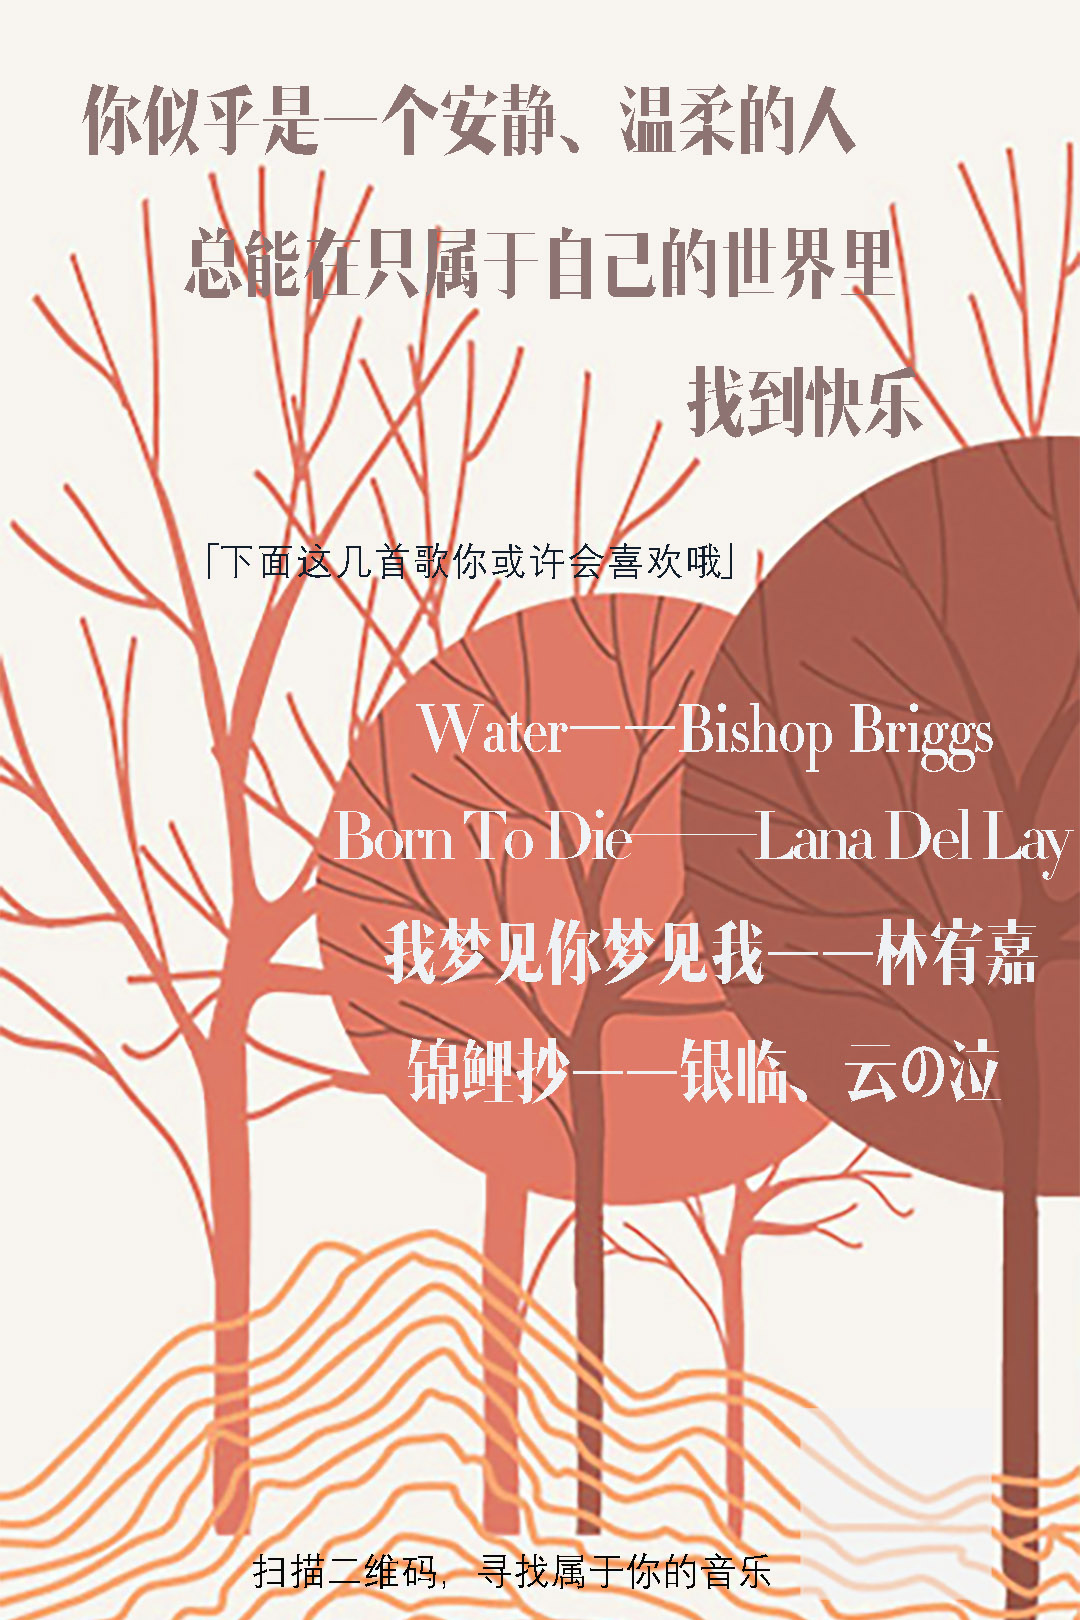 你似乎是一个安静、温柔的人
总能在只属于自己的世界里
找到快乐
「下面这几首歌你或许会喜欢哦」
Water——Bishop Briggs
Born To Die——Lana Del Lay
我梦见你梦见我——林宥嘉
锦鲤抄——银临、云の泣
扫描二维码，寻找属于你的音乐